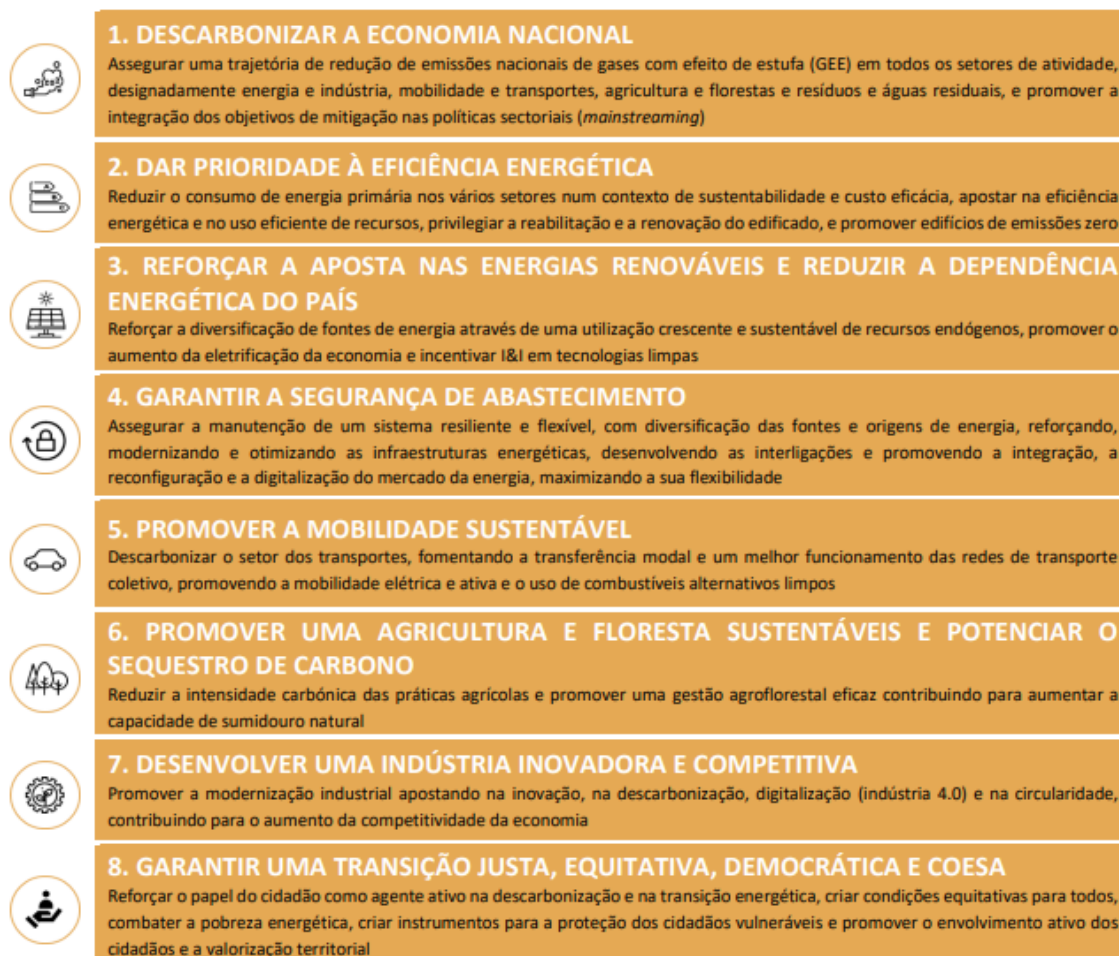 1. DESCARBONIZAR A ECONOMIA NACIONAL
Assegurar uma trajetória de redução de emissões nacionais de gases com efeito de estufa (GEE) em todos os setores de atividade,
designadamente energia e indústria, mobilidade e transportes, agricultura e florestas e resíduos e águas residuais, e promover a
integração dos objetivos de mitigação nas políticas sectoriais (mainstreaming)
2. DAR PRIORIDADE À EFICIÊNCIA ENERGÉTICA
Reduzir o consumo de energia primária nos vários setores num contexto de sustentabilidade e custo eficácia, apostar na eficiência
energética e no uso eficiente de recursos, privilegiar a reabilitação e a renovação do edificado, e promover edifícios de emissões zero
3. REFORÇAR A APOSTA NAS ENERGIAS RENOVÁVEIS E REDUZIR A DEPENDÊNCIA
ENERGÉTICA DO PAÍS
Reforçar a diversificação de fontes de energia através de uma utilização crescente e sustentável de recursos endógenos, promover o
aumento da eletrificação da economia e incentivar I&I em tecnologias limpas
4. GARANTIR A SEGURANÇA DE ABASTECIMENTO
Assegurar a manutenção de um sistema resiliente e flexível, com diversificação das fontes e origens de energia, reforçando,
modernizando e otimizando as infraestruturas energéticas, desenvolvendo as interligações e promovendo a integração, a
reconfiguração e a digitalização do mercado da energia, maximizando a sua flexibilidade
5. PROMOVER A MOBILIDADE SUSTENTÁVEL
Descarbonizar o setor dos transportes, fomentando a transferência modal e um melhor funcionamento das redes de transporte
coletivo, promovendo a mobilidade elétrica e ativa e o uso de combustíveis alternativos limpos
6. PROMOVER UMA AGRICULTURA E FLORESTA SUSTENTÁVEIS E POTENCIAR O
SEQUESTRO DE CARBONO
Reduzir a intensidade carbónica das práticas agrícolas e promover uma gestão agroflorestal eficaz contribuindo para aumentar a
capacidade de sumidouro natural
7. DESENVOLVER UMA INDÚSTRIA INOVADORA E COMPETITIVA
Promover a modernização industrial apostando na inovação, na descarbonização, digitalização (indústria 4.0) e na circularidade,
contribuindo para o aumento da competitividade da economia
8. GARANTIR UMA TRANSIÇÃO JUSTA, EQUITATIVA, DEMOCRÁTICA E COESA
Reforçar o papel do cidadão como agente ativo na descarbonização e na transição energética, criar condições equitativas para todos,
combater a pobreza energética, criar instrumentos para a proteção dos cidadãos vulneráveis e promover o envolvimento ativo dos
cidadãos e a valorização territorial